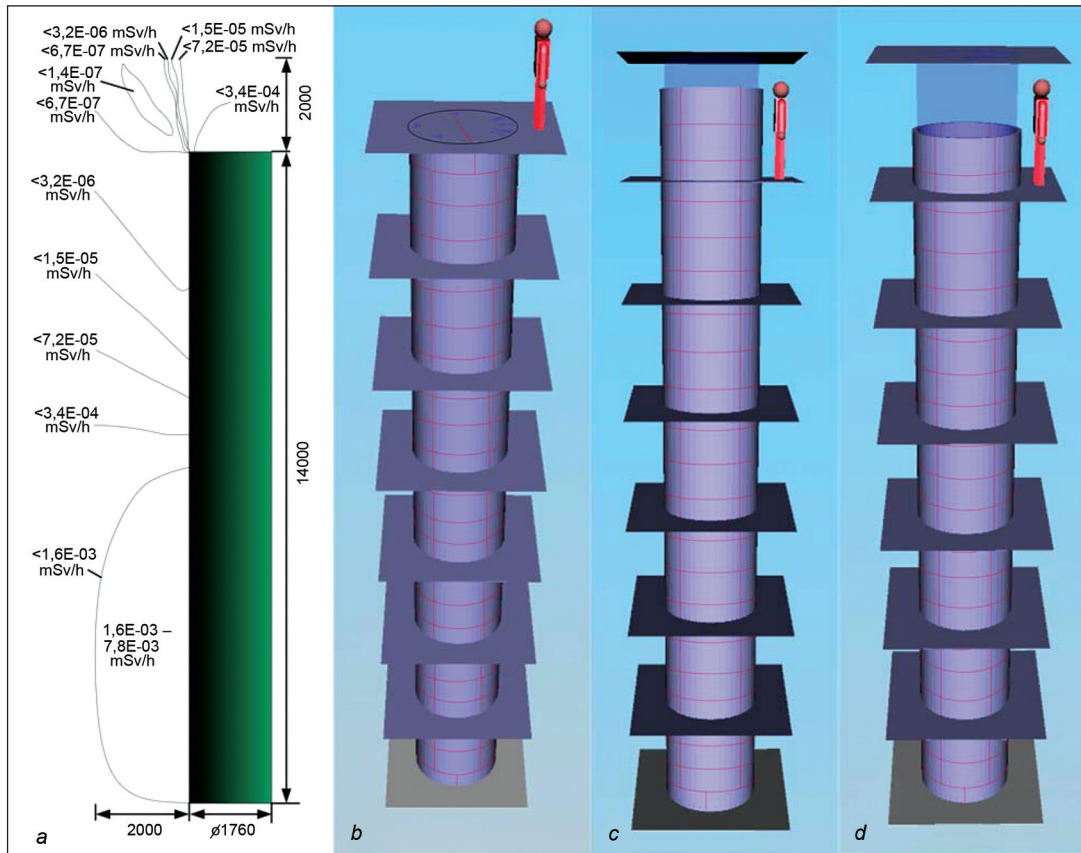 <3,2E-06 mSv/h
<1,5E-05 mSv/h
<6,7E-07 mSv/h
<7,2E-05 mSv/h
<1,4E-07
mSv/h
<6,7E-07
mSv/h
<3,4E-04
mSv/h
2000
<3,2E-06
mSv/h
<1,5E-05
mSv/h
<7,2E-05
mSv/h
<3,4E-04
mSv/h
14000
<1,6E-03
mSv/h
1,6E-03 –
7,8E-03
mSv/h
2000
ø1760
a
b
c
d